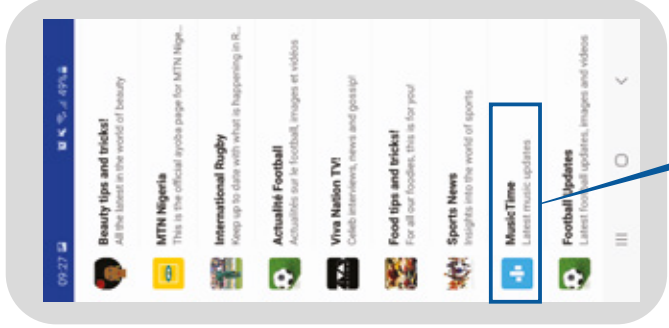 09:27 49%
Beauty tips and tricks!
All the latest in the world of beauty
MTN Nigeria
This is the official ayoba page for MTN Nige...
International Rugby
Keep up to date with what is happening in R...
Actualité Football
Actualités sur le football, images et vidéos
Viva Nation TV!
Celeb interviews, news and gossip!
Food tips and tricks!
For all our foodies, this is for you!
Sports News
Insights into the world of sports
MusicTime
Latest music updates
Football Updates
Latest football updates, images and videos